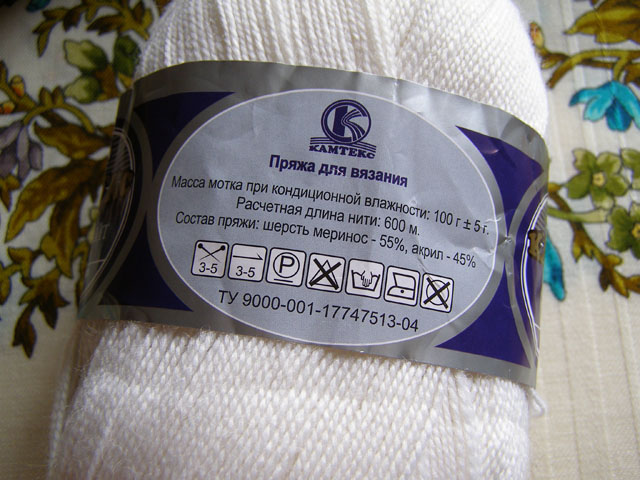 КАМТЕКС
Пряжа для вязания
Масса мотка при кондиционой влажности: 100 г ± 5 г.
Расчетная длина нити: 600 м.
Состав пряжи: шерсть меринос - 55%, акрил - 45%
3-5 3-5 P
ТУ 9000-001-17747513-04